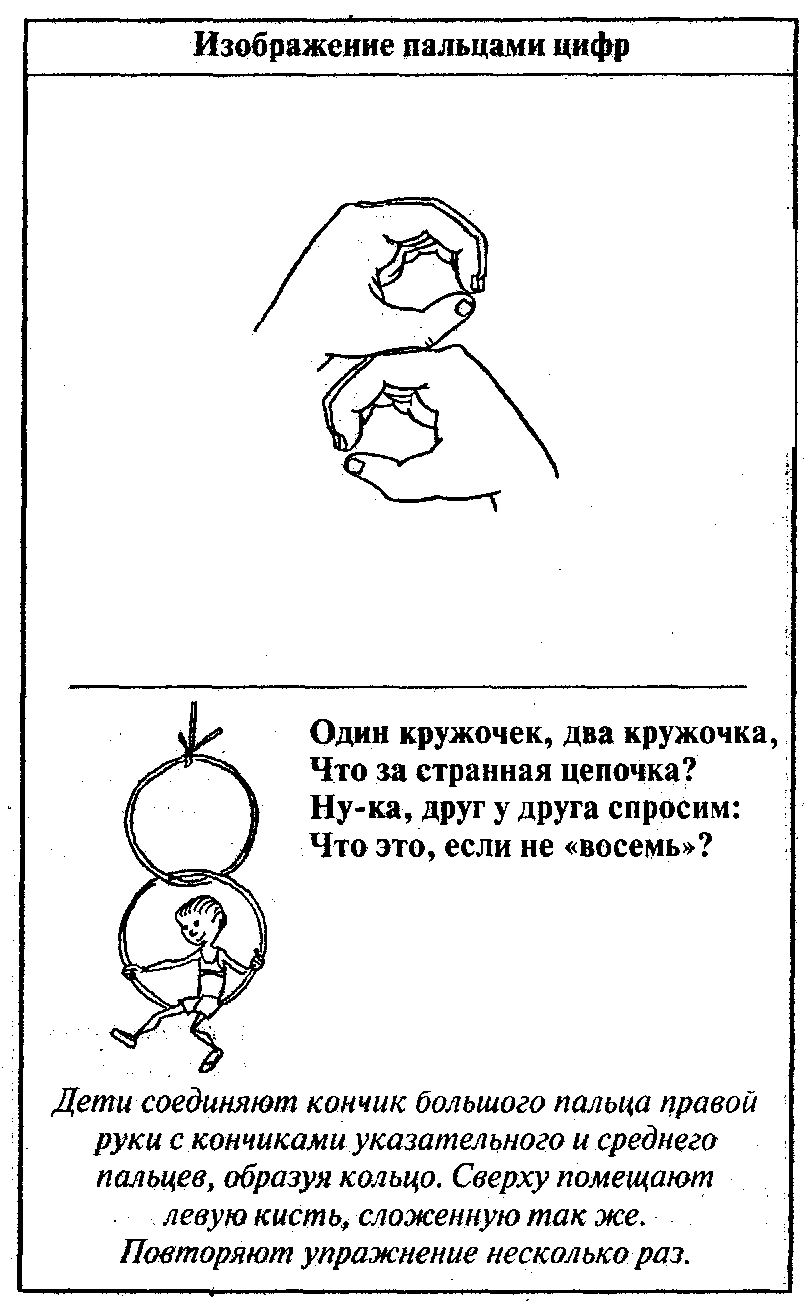 Изображение пальцами цифр
Один кружочек, два кружочка,
Что за странная цепочка?
Ну-ка, друг у друга спросим:
Что это, если не «восемь»?
Дети соединяют кончик большого пальца правой
руки с кончиками указательного и среднего
пальцев, образуя кольцо. Сверху помещают
левую кисть, сложенную так же.
Повторяют упражнение несколько раз.